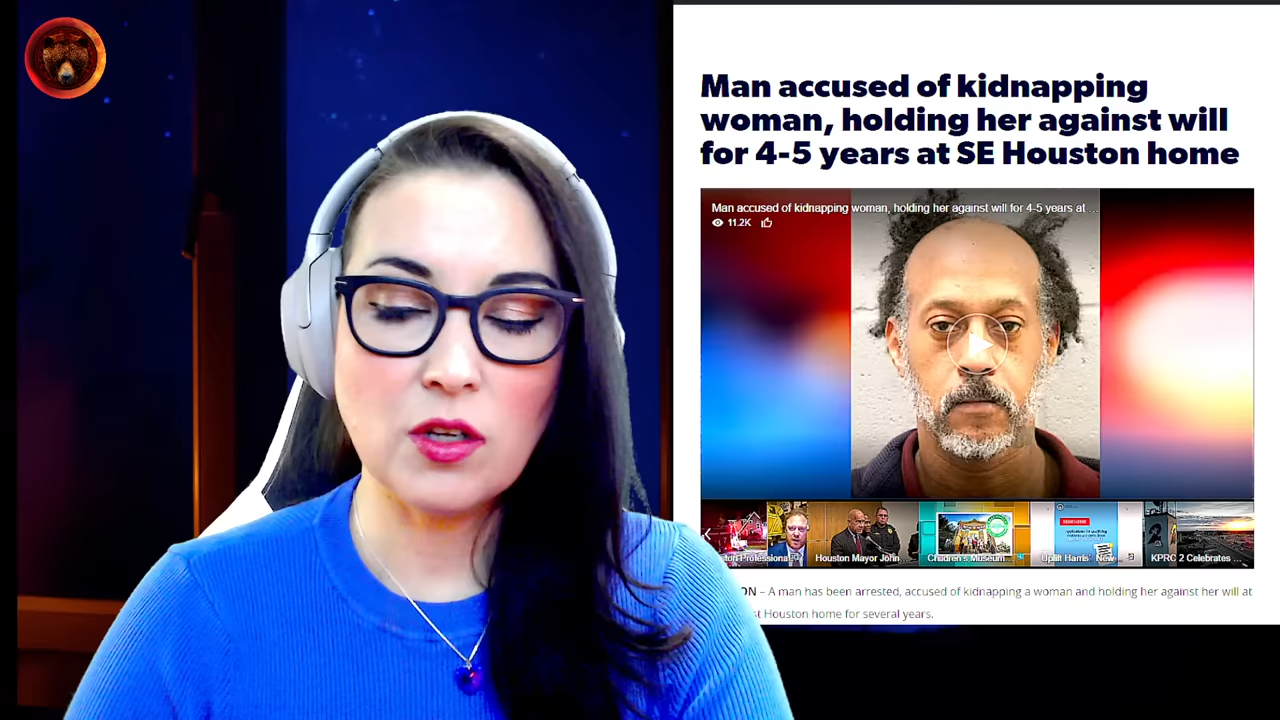 Man accused of kidnapping
woman, holding her against will
for 4-5 years at SE Houston home
Man accused of kidnapping woman, holding her against will for 4-5 years at ...
11.2K
Professional
Houston Mayor John...
Children's Museum
Uplift Harris' New
KPRC 2 Celebrates
ON – A man has been arrested, accused of kidnapping a woman and holding her against her will at
Houston home for several years.